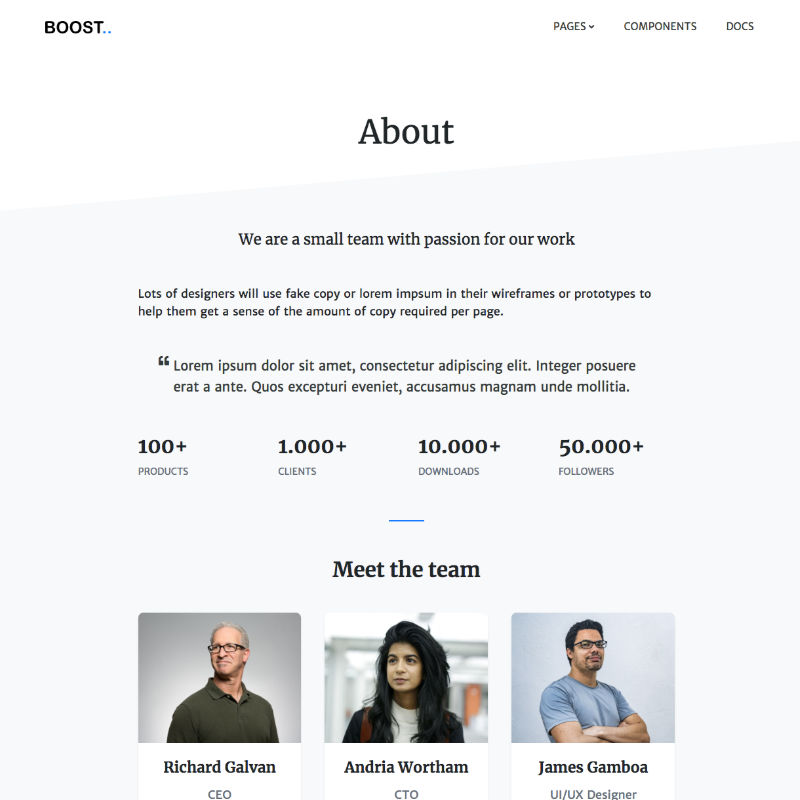 BOOST..
PAGES
COMPONENTS
DOCS
About
We are a small team with passion for our work
Lots of designers will use fake copy or lorem impsum in their wireframes or prototypes to
help them get a sense of the amount of copy required per page.
“ Lorem ipsum dolor sit amet, consectetur adipiscing elit. Integer posuere
erat a ante. Quos excepturi eveniet, accusamus magnam unde mollitia.
100+ 1.000+ 10.000+ 50.000+
PRODUCTS CLIENTS DOWNLOADS FOLLOWERS
Meet the team
Richard Galvan Andria Wortham James Gamboa
CEO CTO UI/UX Designer